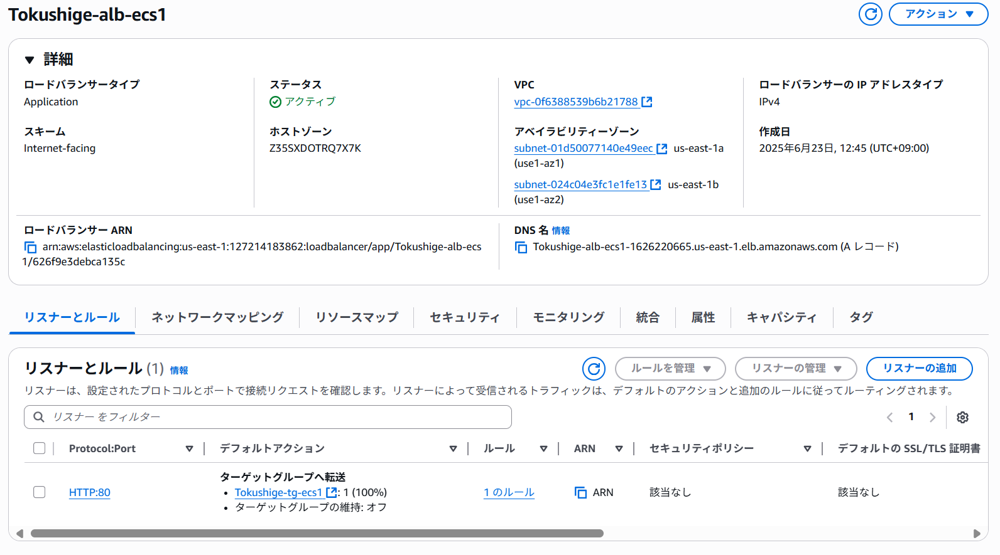 Tokushige-alb-ecs1
アクション
詳細
ロードバランサータイプ
Application
ステータス
アクティブ
VPC
vpc-0f6388539b6b21788
ロードバランサーの IP アドレスタイプ
IPv4
スキーム
Internet-facing
ホストゾーン
Z35SXDOTRQ7X7K
アベイラビリティーゾーン
subnet-01d50077140e49eec us-east-1a
(use1-az1)
subnet-024c04e3fc1e1fe13 us-east-1b
(use1-az2)
作成日
2025年6月23日, 12:45 (UTC+09:00)
ロードバランサー ARN
arn:aws:elasticloadbalancing:us-east-1:127214183862:loadbalancer/app/Tokushige-alb-ecs
1/626f9e3debca135c
DNS 名 情報
Tokushige-alb-ecs1-1626220665.us-east-1.elb.amazonaws.com (A レコード)
リスナーとルール ネットワークマッピング リソースマップ セキュリティ モニタリング 統合 属性 キャパシティ タグ
リスナーとルール (1) 情報
ルールを管理 リスナーの管理 リスナーの追加
リスナーは、設定されたプロトコルとポートで接続リクエストを確認します。リスナーによって受信されるトラフィックは、デフォルトのアクションと追加のルールに従ってルーティングされます。
リスナー をフィルター
1
Protocol:Port デフォルトアクション ルール ARN セキュリティポリシー デフォルトの SSL/TLS 証明書
HTTP:80
ターゲットグループへ転送
• Tokushige-tg-ecs1 : 1 (100%)
• ターゲットグループの維持: オフ
1 のルール
ARN
該当なし
該当なし